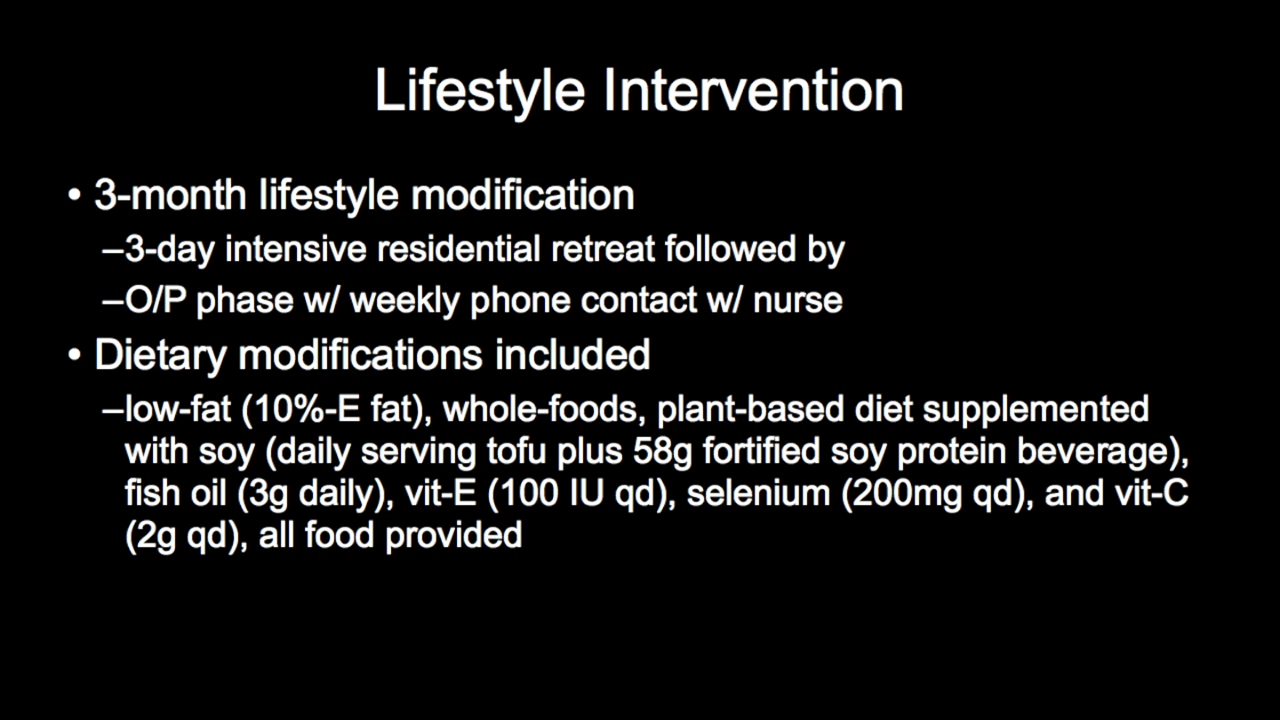 Lifestyle Intervention
• 3-month lifestyle modification
–3-day intensive residential retreat followed by
–O/P phase w/ weekly phone contact w/ nurse
• Dietary modifications included
–low-fat (10%-E fat), whole-foods, plant-based diet supplemented
with soy (daily serving tofu plus 58g fortified soy protein beverage),
fish oil (3g daily), vit-E (100 IU qd), selenium (200mg qd), and vit-C
(2g qd), all food provided